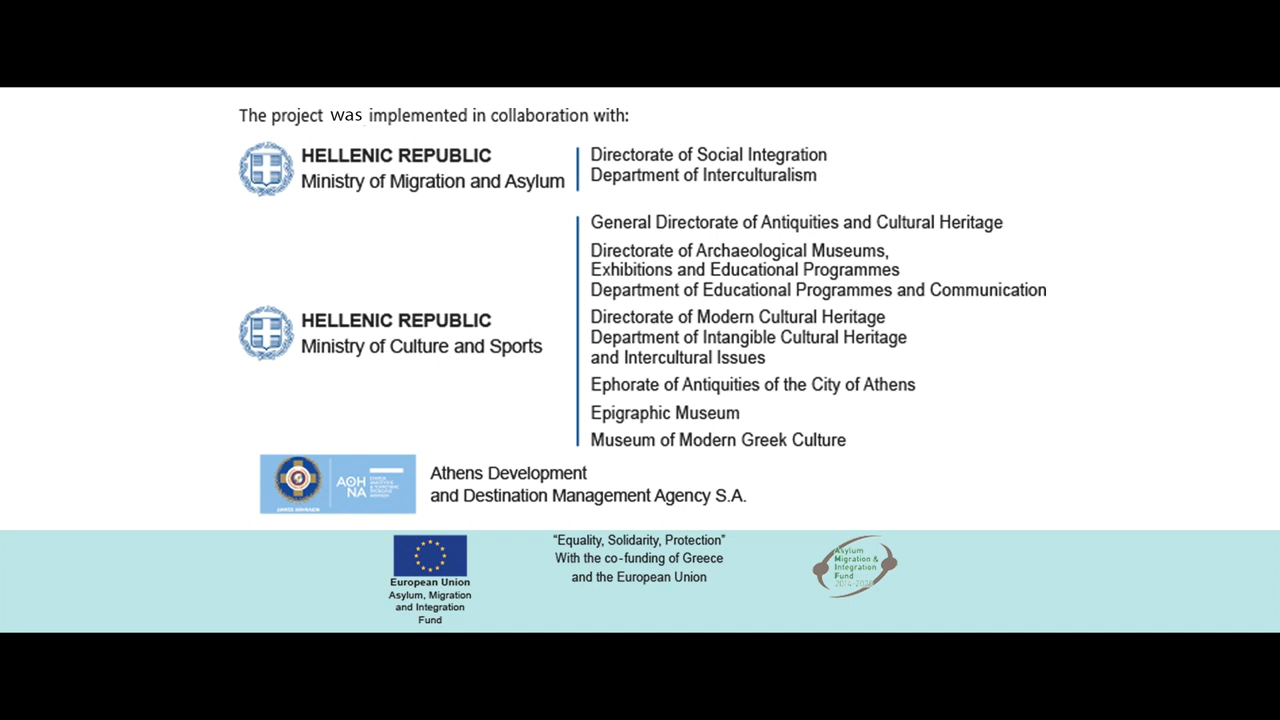 The project was implemented in collaboration with:
HELLENIC REPUBLIC
Ministry of Migration and Asylum
Directorate of Social Integration
Department of Interculturalism
HELLENIC REPUBLIC
Ministry of Culture and Sports
General Directorate of Antiquities and Cultural Heritage
Directorate of Archaeological Museums,
Exhibitions and Educational Programmes
Department of Educational Programmes and Communication
Directorate of Modern Cultural Heritage
Department of Intangible Cultural Heritage
and Intercultural Issues
Ephorate of Antiquities of the City of Athens
Epigraphic Museum
Museum of Modern Greek Culture
ΔΗΜΟΣ ΑΘΗΝΑΙΩΝ
ΑΘΗ
ΝΑ
Athens Development
and Destination Management Agency S.A.
European Union
Asylum, Migration
and Integration
Fund
“Equality, Solidarity, Protection”
With the co-funding of Greece
and the European Union
Asylum
Migration &
Integration
Fund